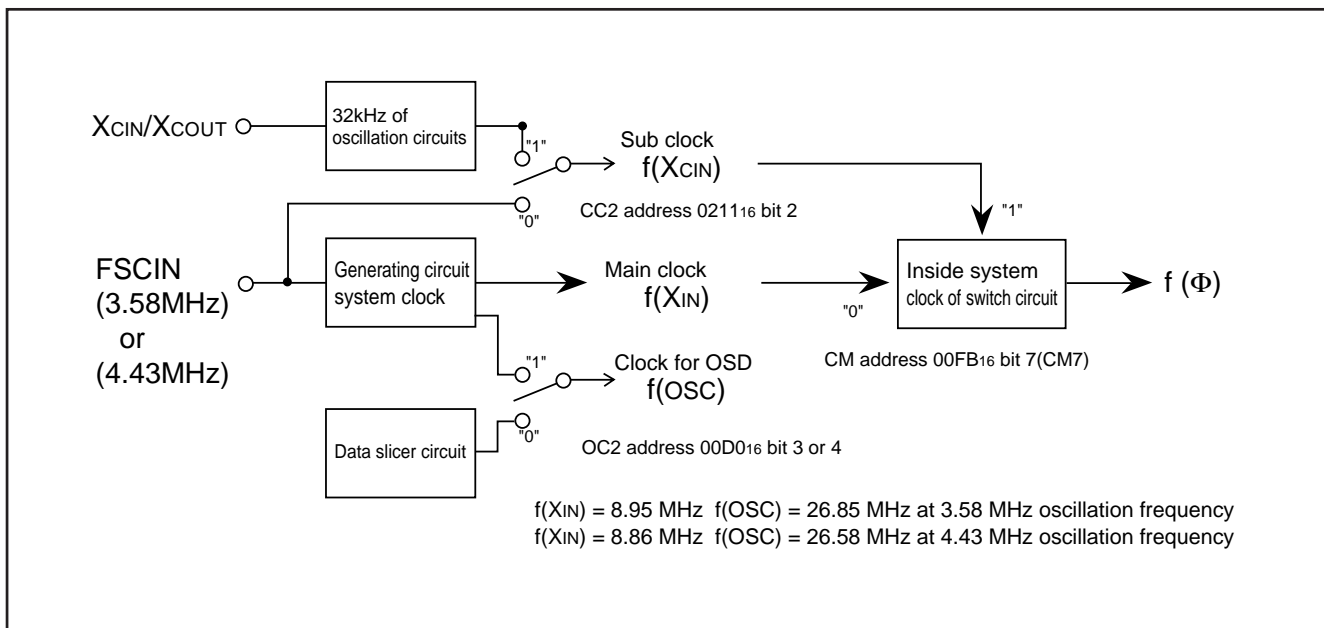 XCIN/XCOUT
32kHz of
oscillation circuits
"1"
"0"
Sub clock
f(XCIN)
CC2 address 021116 bit 2
"1"
FSCIN
(3.58MHz)
or
(4.43MHz)
Generating circuit
system clock
Main clock
f(XIN)
"0"
Inside system
clock of switch circuit
f (Φ)
CM address 00FB16 bit 7(CM7)
"1"
"0"
Clock for OSD
f(OSC)
Data slicer circuit
OC2 address 00D016 bit 3 or 4
f(XIN) = 8.95 MHz f(OSC) = 26.85 MHz at 3.58 MHz oscillation frequency
f(XIN) = 8.86 MHz f(OSC) = 26.58 MHz at 4.43 MHz oscillation frequency